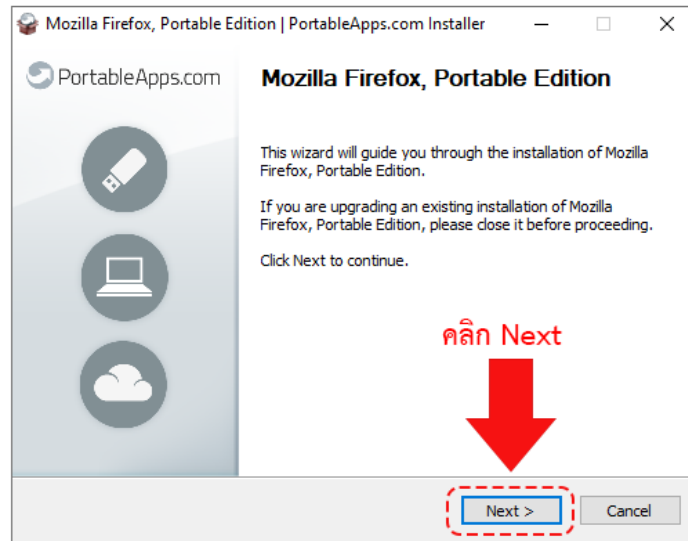 Mozilla Firefox, Portable Edition | PortableApps.com Installer
PortableApps.com
Mozilla Firefox, Portable Edition
This wizard will guide you through the installation of Mozilla
Firefox, Portable Edition.
If you are upgrading an existing installation of Mozilla
Firefox, Portable Edition, please close it before proceeding.
Click Next to continue.
คลิก Next
Next >
Cancel